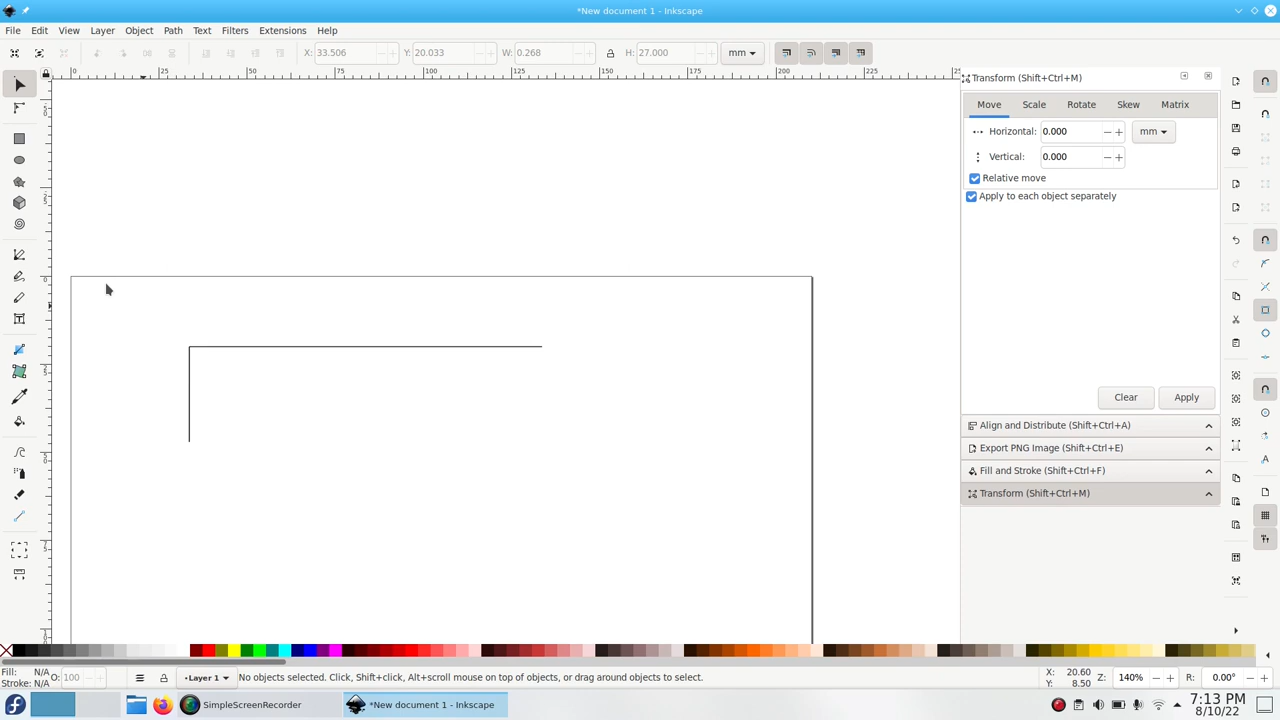 *New document 1 - Inkscape
File Edit View Layer Object Path Text Filters Extensions Help
X: 33.506 Y: 20.033 W: 0.268 H: 27.000 mm
0 25 50 75 100 125 150 175 200 225
Transform (Shift+Ctrl+M)
Move Scale Rotate Skew Matrix
Horizontal: 0.000 mm
Vertical: 0.000
Relative move
Apply to each object separately
Clear Apply
Align and Distribute (Shift+Ctrl+A)
Export PNG Image (Shift+Ctrl+E)
Fill and Stroke (Shift+Ctrl+F)
Transform (Shift+Ctrl+M)
Fill: N/A
Stroke: N/A
O: 100
•Layer 1
No objects selected. Click, Shift+click, Alt+scroll mouse on top of objects, or drag around objects to select.
X: 20.60
Y: 8.50
Z: 140%
R: 0.00°
SimpleScreenRecorder
*New document 1 - Inkscape
7:13 PM
8/10/22